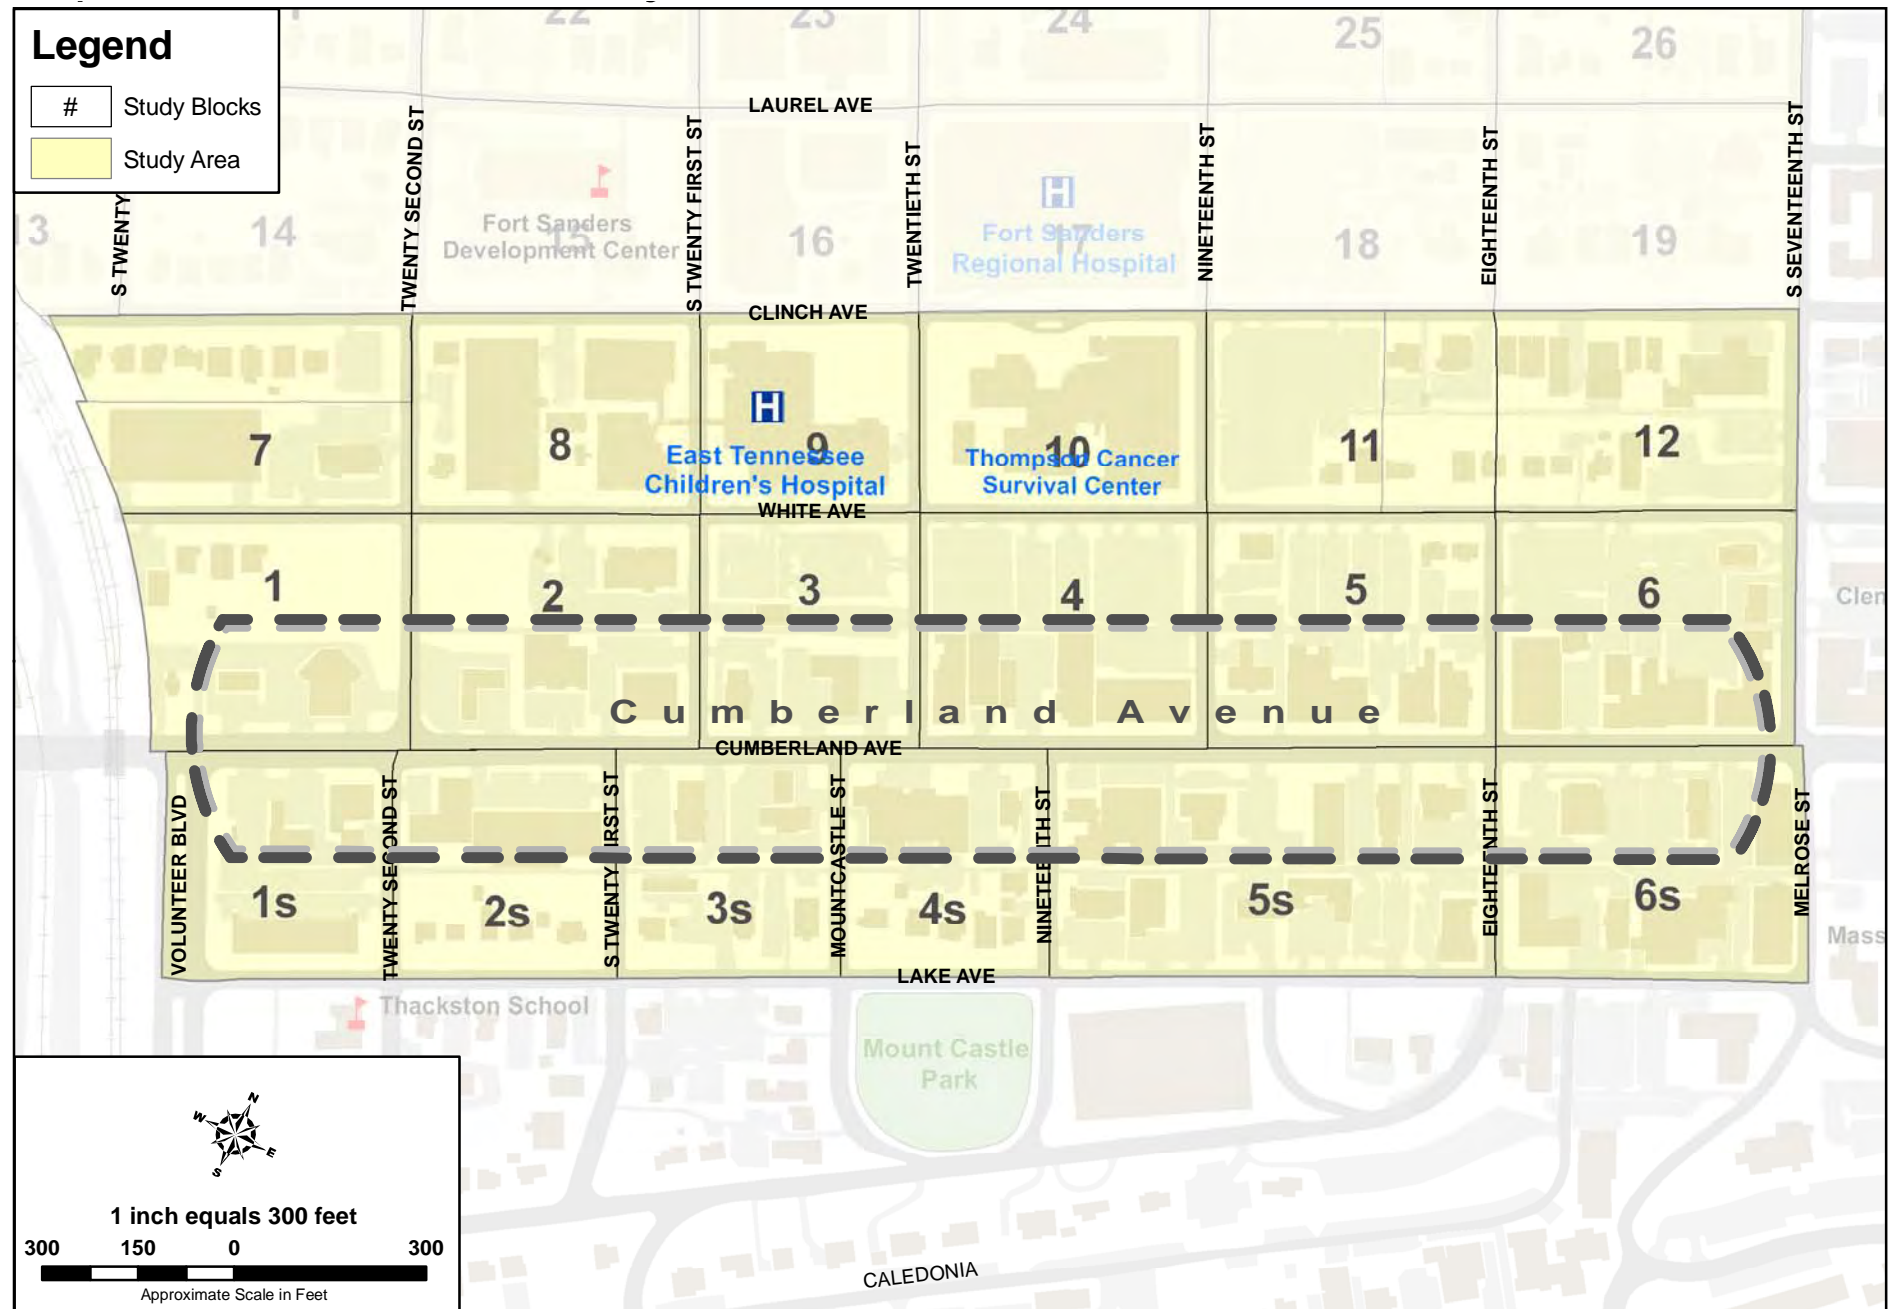 Legend
# Study Blocks
Study Area
22
23
24
25
26
LAUREL AVE
S TWENTY
TWENTY SECOND ST
S TWENTY FIRST ST
TWENTIETH ST
NINETEENTH ST
EIGHTEENTH ST
S SEVENTEENTH ST
13
14
15
16
17
18
19
Fort Sanders
Development Center
H
Fort Sanders
Regional Hospital
CLINCH AVE
7
8
9
10
11
12
H
East Tennessee
Children's Hospital
Thompson Cancer
Survival Center
WHITE AVE
1
2
3
4
5
6
Clen
Cumberland Avenue
CUMBERLAND AVE
VOLUNTEER BLVD
TWENTY SECOND ST
S TWENTY FIRST ST
MOUNTCASTLE ST
NINETEENTH ST
EIGHTEENTH ST
MELROSE ST
1s
2s
3s
4s
5s
6s
Mass
LAKE AVE
Thackston School
Mount Castle
Park
N
W
E
S
1 inch equals 300 feet
300 150 0 300
Approximate Scale in Feet
CALEDONIA